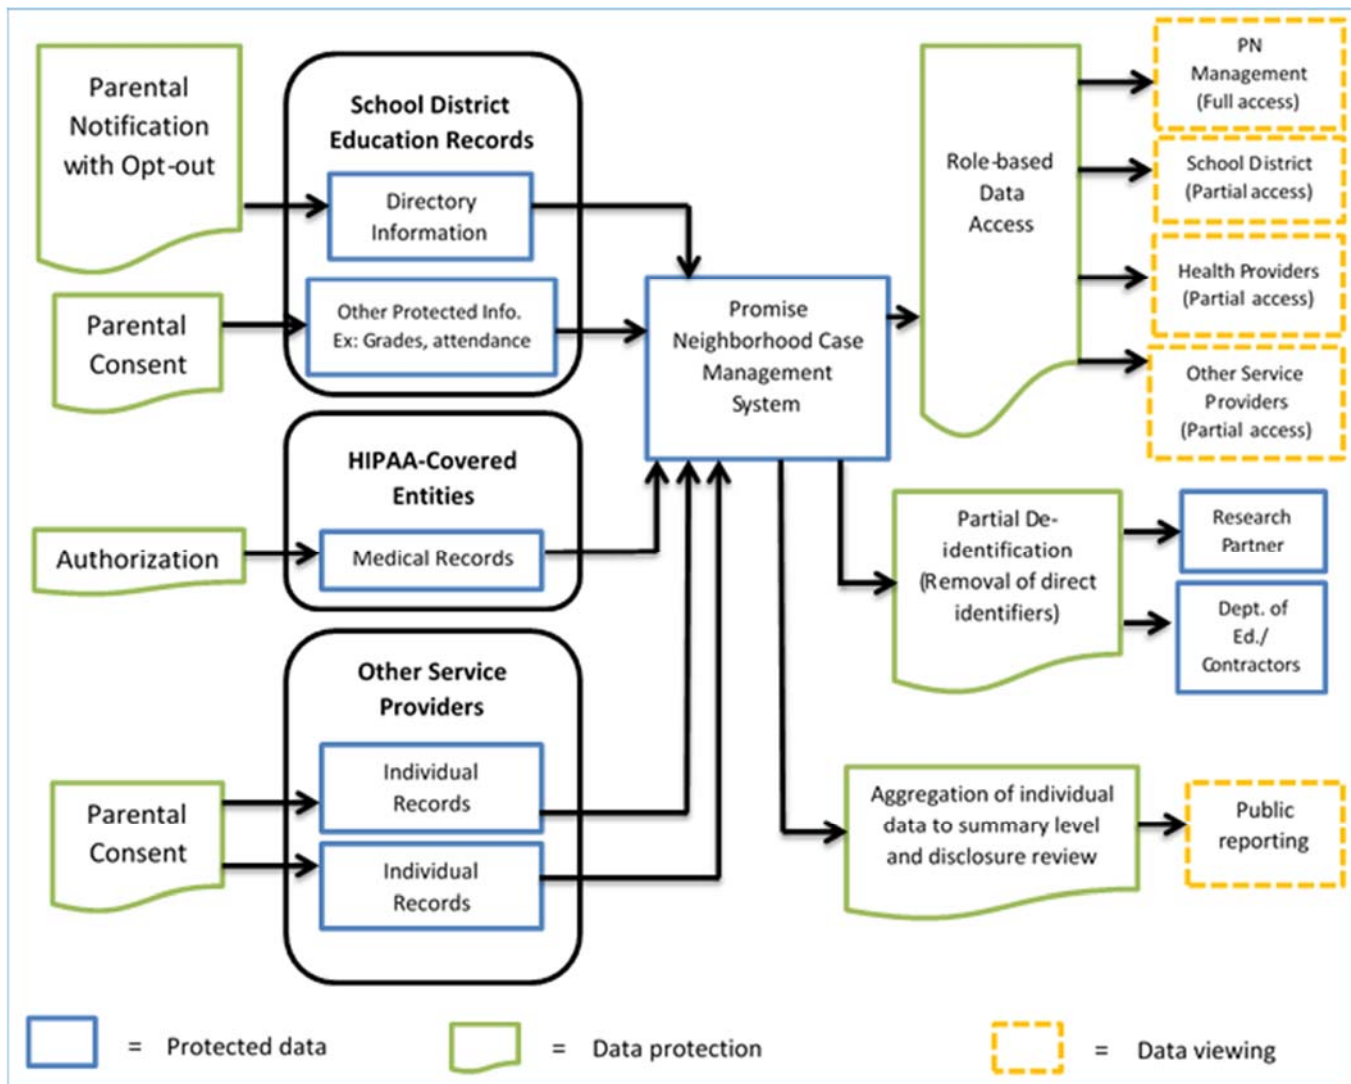 Parental
Notification
with Opt-out
School District
Education Records
Directory
Information
Parental
Consent
Other Protected Info.
Ex: Grades, attendance
HIPAA-Covered
Entities
Authorization
Medical Records
Other Service
Providers
Parental
Consent
Individual
Records
Individual
Records
Promise
Neighborhood Case
Management
System
Role-based
Data
Access
PN
Management
(Full access)
School District
(Partial access)
Health Providers
(Partial access)
Other Service
Providers
(Partial access)
Partial De-
identification
(Removal of direct
identifiers)
Research
Partner
Dept. of
Ed./
Contractors
Aggregation of individual
data to summary level
and disclosure review
Public
reporting
= Protected data
= Data protection
= Data viewing